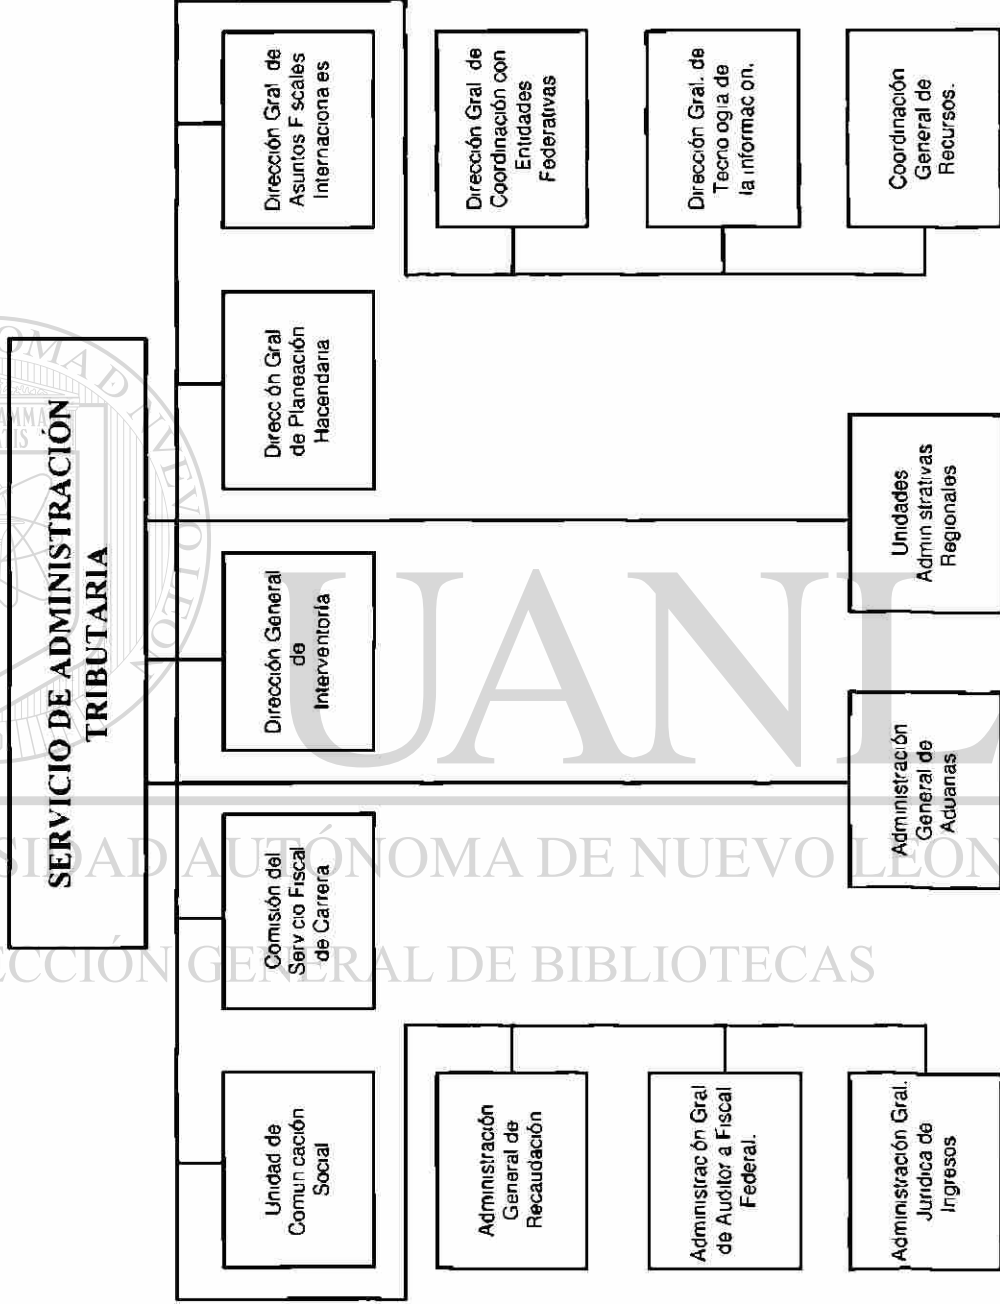 SERVICIO DE ADMINISTRACIÓN
TRIBUTARIA
Unidad de
Comun cación
Social
Comisión del
Serv cio Fiscal
de Carrera
Dirección General
de
Interventoría
Direcc ón Gral
de Planeación
Hacendaria
Dirección Gral de
Asuntos F scales
Internaciona es
Administración
General de
Recaudación
Dirección Gral de
Coordinación con
Entidades
Federativas
Administrac ón Gral
de Auditor a Fiscal
Federal.
Dirección Gral. de
Tecno ogia de
la informac on.
Administración Gral.
Juridica de
Ingresos
Administración
General de
Aduanas
Unidades
Admin strativas
Regionales
Coordinación
General de
Recursos.
UANL
SIDAD AUTÓNOMA DE NUEVO LEÓN
ECCIÓN GENERAL DE BIBLIOTECAS